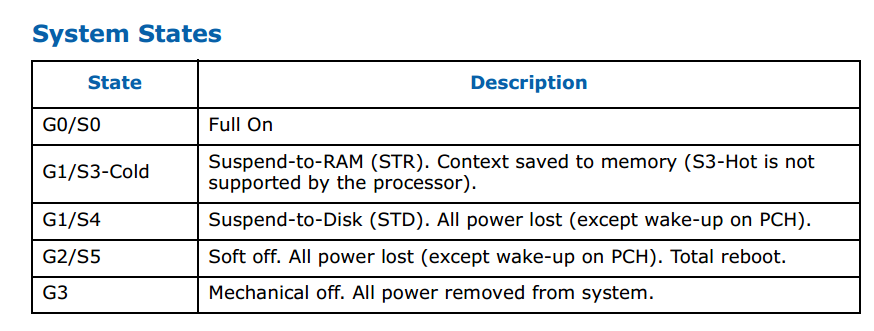 System States
State Description
G0/S0 Full On
G1/S3-Cold Suspend-to-RAM (STR). Context saved to memory (S3-Hot is not
supported by the processor).
G1/S4 Suspend-to-Disk (STD). All power lost (except wake-up on PCH).
G2/S5 Soft off. All power lost (except wake-up on PCH). Total reboot.
G3 Mechanical off. All power removed from system.